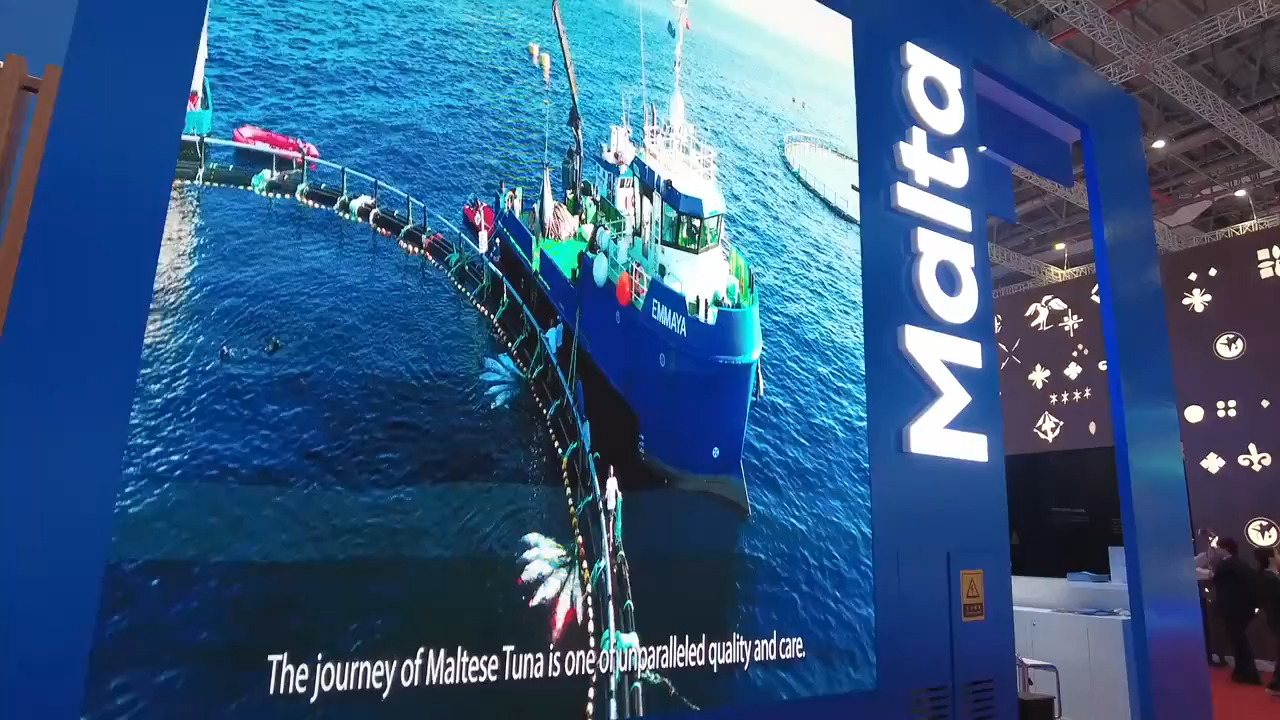 EMMAYA
The journey of Maltese Tuna is one of unparalleled quality and care.
Malta